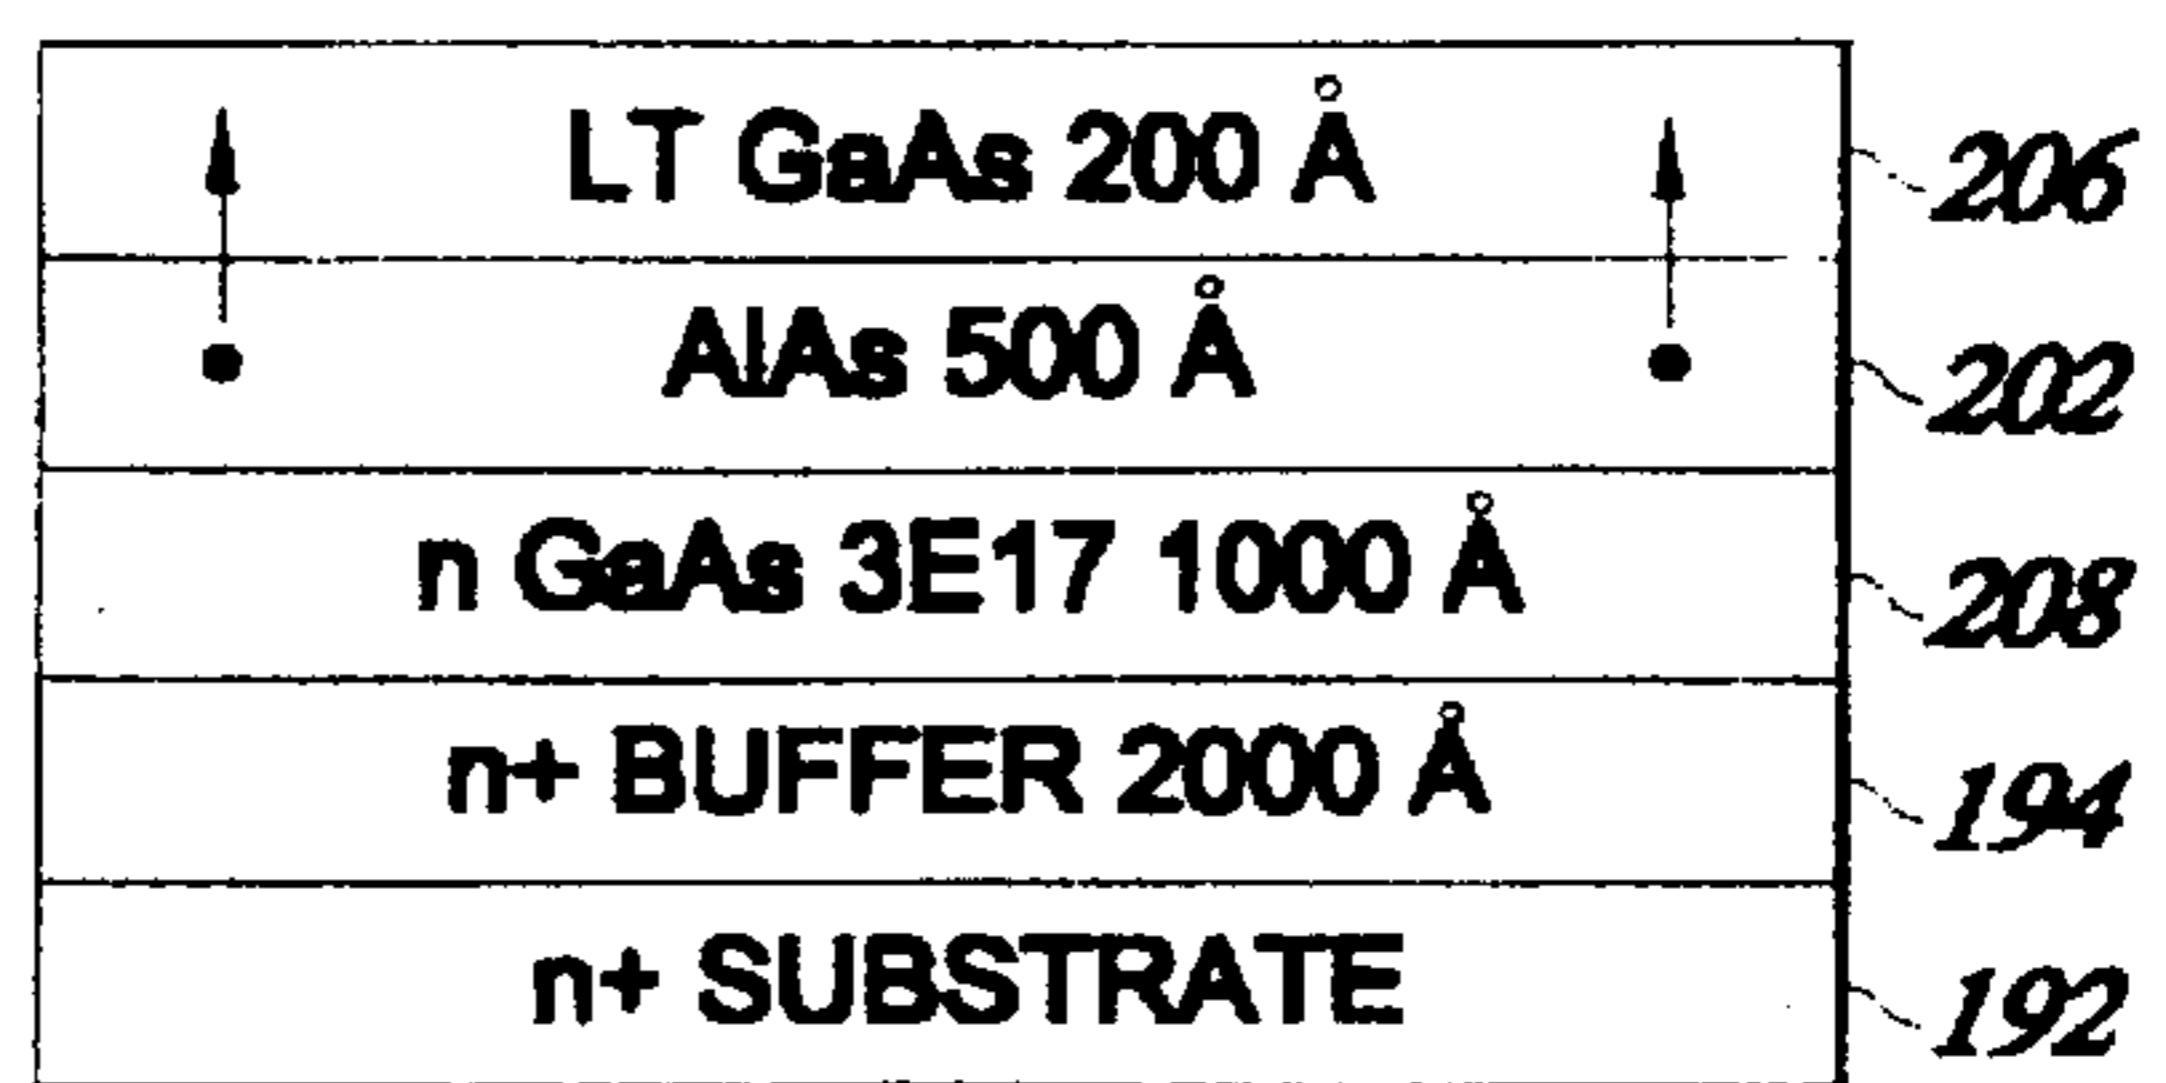 LT GaAs 200 Å 206
AlAs 500 Å 202
n GaAs 3E17 1000 Å 208
n+ BUFFER 2000 Å 194
n+ SUBSTRATE 192